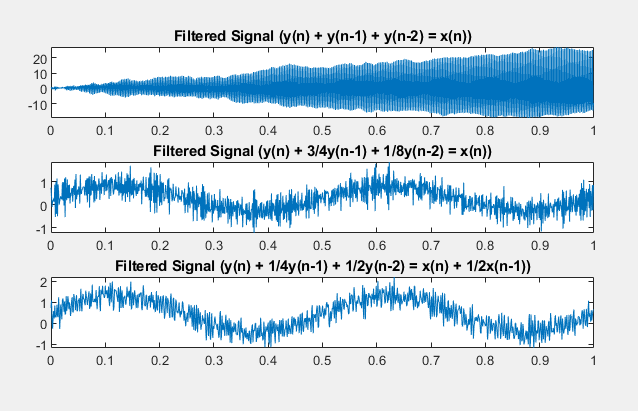 Filtered Signal (y(n) + y(n-1) + y(n-2) = x(n))
20
10
0
-10
0 0.1 0.2 0.3 0.4 0.5 0.6 0.7 0.8 0.9 1
Filtered Signal (y(n) + 3/4y(n-1) + 1/8y(n-2) = x(n))
1
0
-1
0 0.1 0.2 0.3 0.4 0.5 0.6 0.7 0.8 0.9 1
Filtered Signal (y(n) + 1/4y(n-1) + 1/2y(n-2) = x(n) + 1/2x(n-1))
2
1
0
-1
0 0.1 0.2 0.3 0.4 0.5 0.6 0.7 0.8 0.9 1